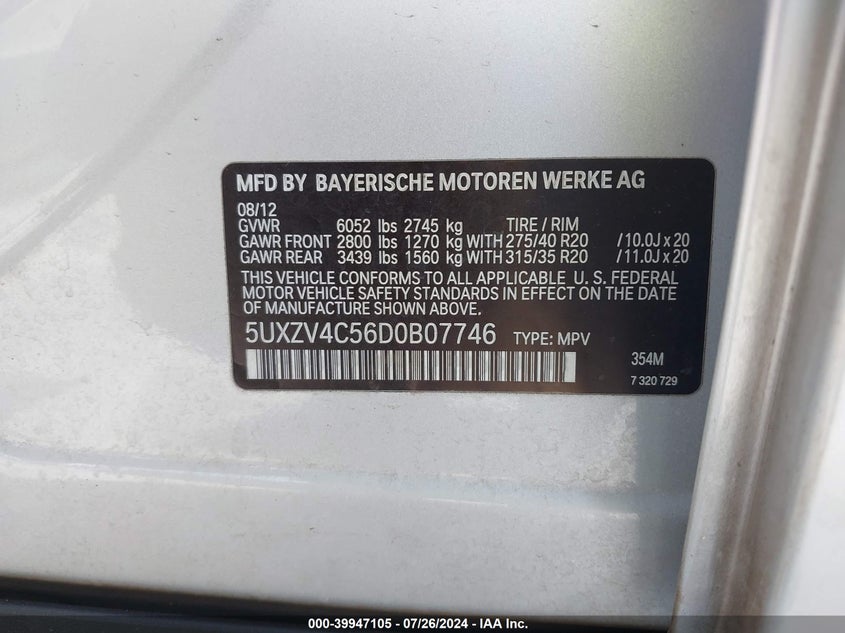 MFD BY BAYERISCHE MOTOREN WERKE AG
08/12
GVWR 6052 lbs 2745 kg TIRE / RIM
GAWR FRONT 2800 lbs 1270 kg WITH 275/40 R20 /10.0J x 20
GAWR REAR 3439 lbs 1560 kg WITH 315/35 R20 /11.0J x 20
THIS VEHICLE CONFORMS TO ALL APPLICABLE U. S. FEDERAL
MOTOR VEHICLE SAFETY STANDARDS IN EFFECT ON THE DATE
OF MANUFACTURE SHOWN ABOVE.
5UXZV4C56D0B07746 TYPE: MPV
354M
7 320 729
000-39947105 - 07/26/2024 - IAA Inc.